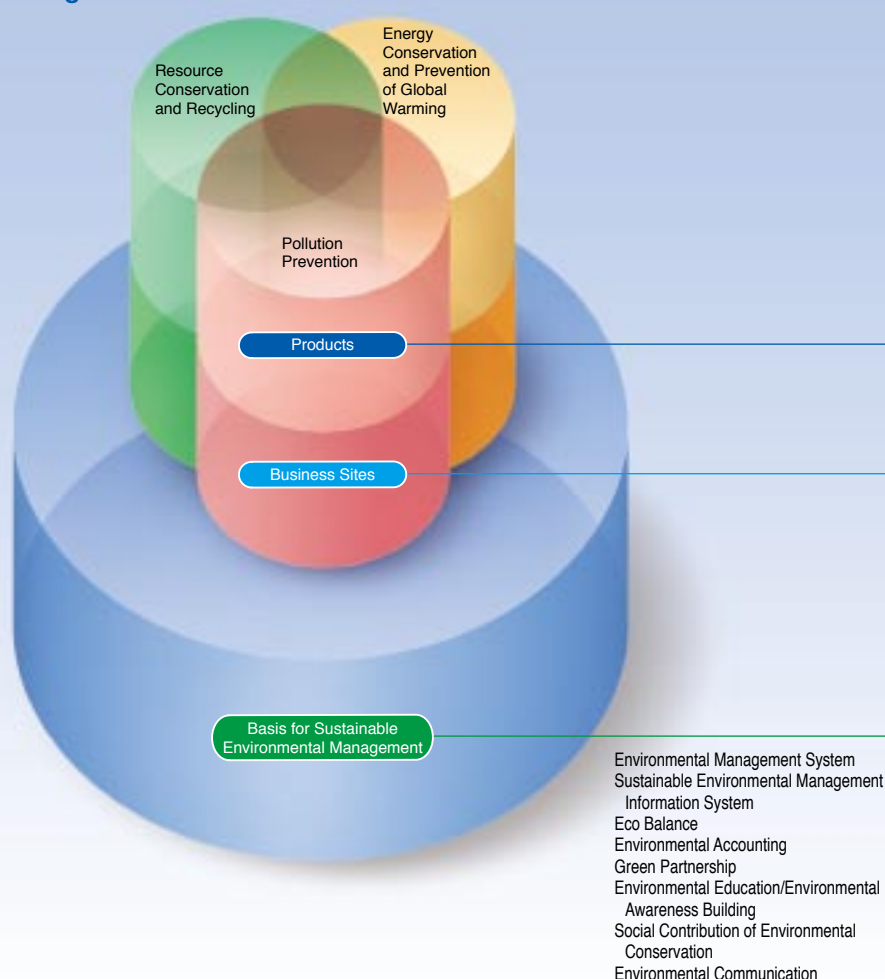 Resource
Conservation
and Recycling
Energy
Conservation
and Prevention
of Global
Warming
Pollution
Prevention
Products
Business Sites
Basis for Sustainable
Environmental Management
Environmental Management System
Sustainable Environmental Management
Information System
Eco Balance
Environmental Accounting
Green Partnership
Environmental Education/Environmental
Awareness Building
Social Contribution of Environmental
Conservation
Environmental Communication